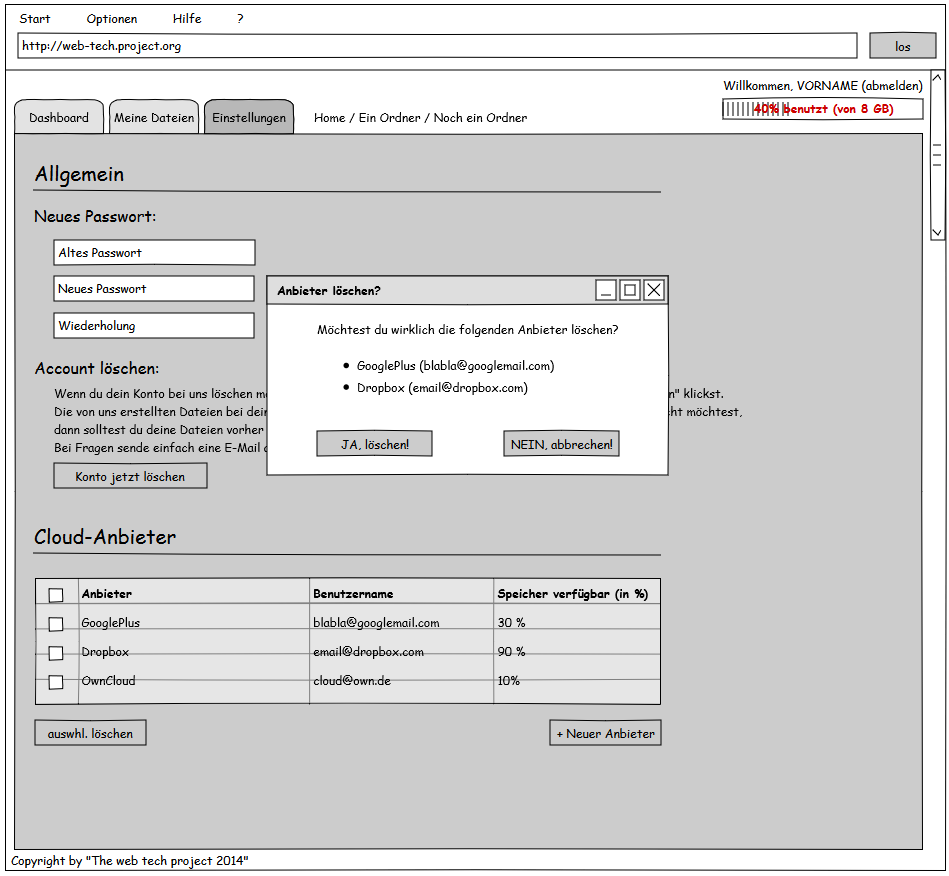 Start Optionen Hilfe ?
http://web-tech.project.org los
Willkommen, VORNAME (abmelden)
40% benutzt (von 8 GB)
Dashboard Meine Dateien Einstellungen Home / Ein Ordner / Noch ein Ordner
Allgemein
Neues Passwort:
Altes Passwort
Neues Passwort
Wiederholung
Anbieter löschen?
Möchtest du wirklich die folgenden Anbieter löschen?
• GooglePlus (blabla@googlemail.com)
• Dropbox (email@dropbox.com)
JA, löschen! NEIN, abbrechen!
Account löschen:
Wenn du dein Konto bei uns löschen n" klickst.
Die von uns erstellten Dateien bei möchtest,
dann solltest du deine Dateien vorher
Bei Fragen sende einfach eine E-Mail
Konto jetzt löschen
Cloud-Anbieter
Anbieter Benutzername Speicher verfügbar (in %)
GooglePlus blabla@googlemail.com 30 %
Dropbox email@dropbox.com 90 %
OwnCloud cloud@own.de 10%
auswhl. löschen + Neuer Anbieter
Copyright by "The web tech project 2014"